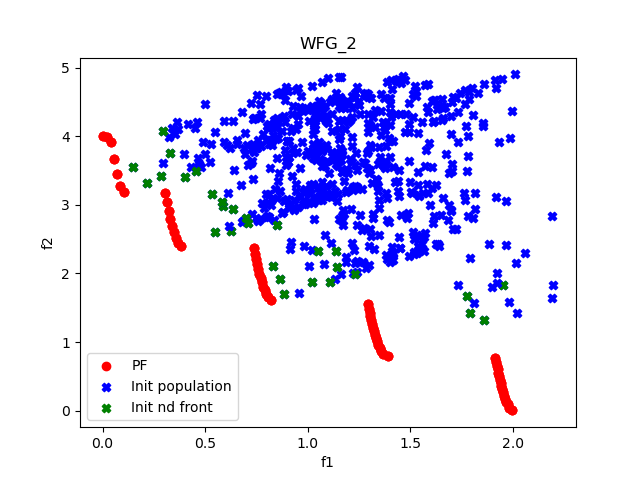 WFG_2
5
4
3
2
1
0
f2
PF
Init population
Init nd front
0.0 0.5 1.0 1.5 2.0
f1